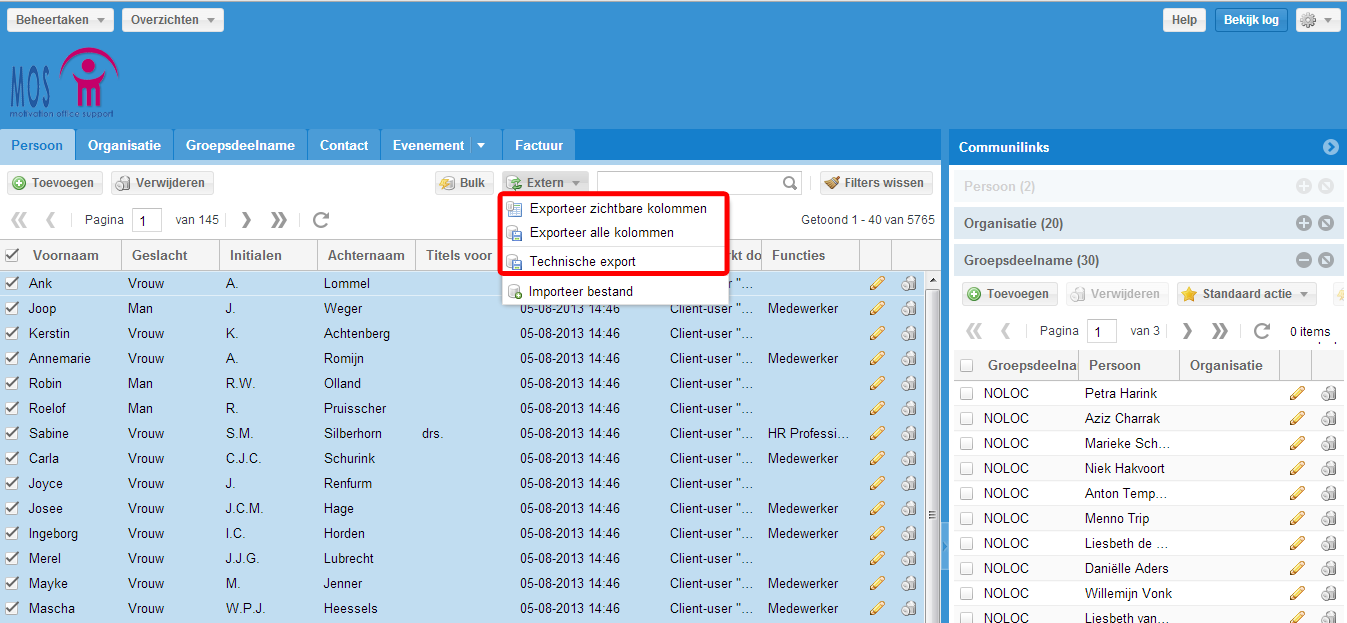 Beheertaken Overzichten Help Bekijk log
MOS
motivation office support
Persoon Organisatie Groepsdeelname Contact Evenement Factuur
Toevoegen Verwijderen Bulk Extern Filters wissen
Pagina 1 van 145 Getoond 1 - 40 van 5765
Exporteer zichtbare kolommen
Exporteer alle kolommen
Technische export
Importeer bestand
Voornaam Geslacht Initialen Achternaam Titels voor Functies
Ank Vrouw A. Lommel
Joop Man J. Weger 05-08-2013 14:46 Client-user "... Medewerker
Kerstin Vrouw K. Achtenberg 05-08-2013 14:46 Client-user "...
Annemarie Vrouw A. Romijn 05-08-2013 14:46 Client-user "... Medewerker
Robin Man R.W. Olland 05-08-2013 14:46 Client-user "...
Roelof Man R. Pruisscher 05-08-2013 14:46 Client-user "...
Sabine Vrouw S.M. Silberhorn drs. 05-08-2013 14:46 Client-user "... HR Professi...
Carla Vrouw C.J.C. Schurink 05-08-2013 14:46 Client-user "... Medewerker
Joyce Vrouw J. Renfurm 05-08-2013 14:46 Client-user "...
Josee Vrouw J.C.M. Hage 05-08-2013 14:46 Client-user "... Medewerker
Ingeborg Vrouw I.C. Horden 05-08-2013 14:46 Client-user "... Medewerker
Merel Vrouw J.J.G. Lubrecht 05-08-2013 14:46 Client-user "...
Mayke Vrouw M. Jenner 05-08-2013 14:46 Client-user "... Medewerker
Mascha Vrouw W.P.J. Heessels 05-08-2013 14:46 Client-user "... Medewerker
Communilinks
Persoon (2)
Organisatie (20)
Groepsdeelname (30)
Toevoegen Verwijderen Standaard actie
Pagina 1 van 3 0 items
Groepsdeelna Persoon Organisatie
NOLOC Petra Harink
NOLOC Aziz Charrak
NOLOC Marieke Sch...
NOLOC Niek Hakvoort
NOLOC Anton Temp...
NOLOC Menno Trip
NOLOC Liesbeth de ...
NOLOC Daniëlle Aders
NOLOC Willemijn Vonk
NOLOC Liesbeth van...